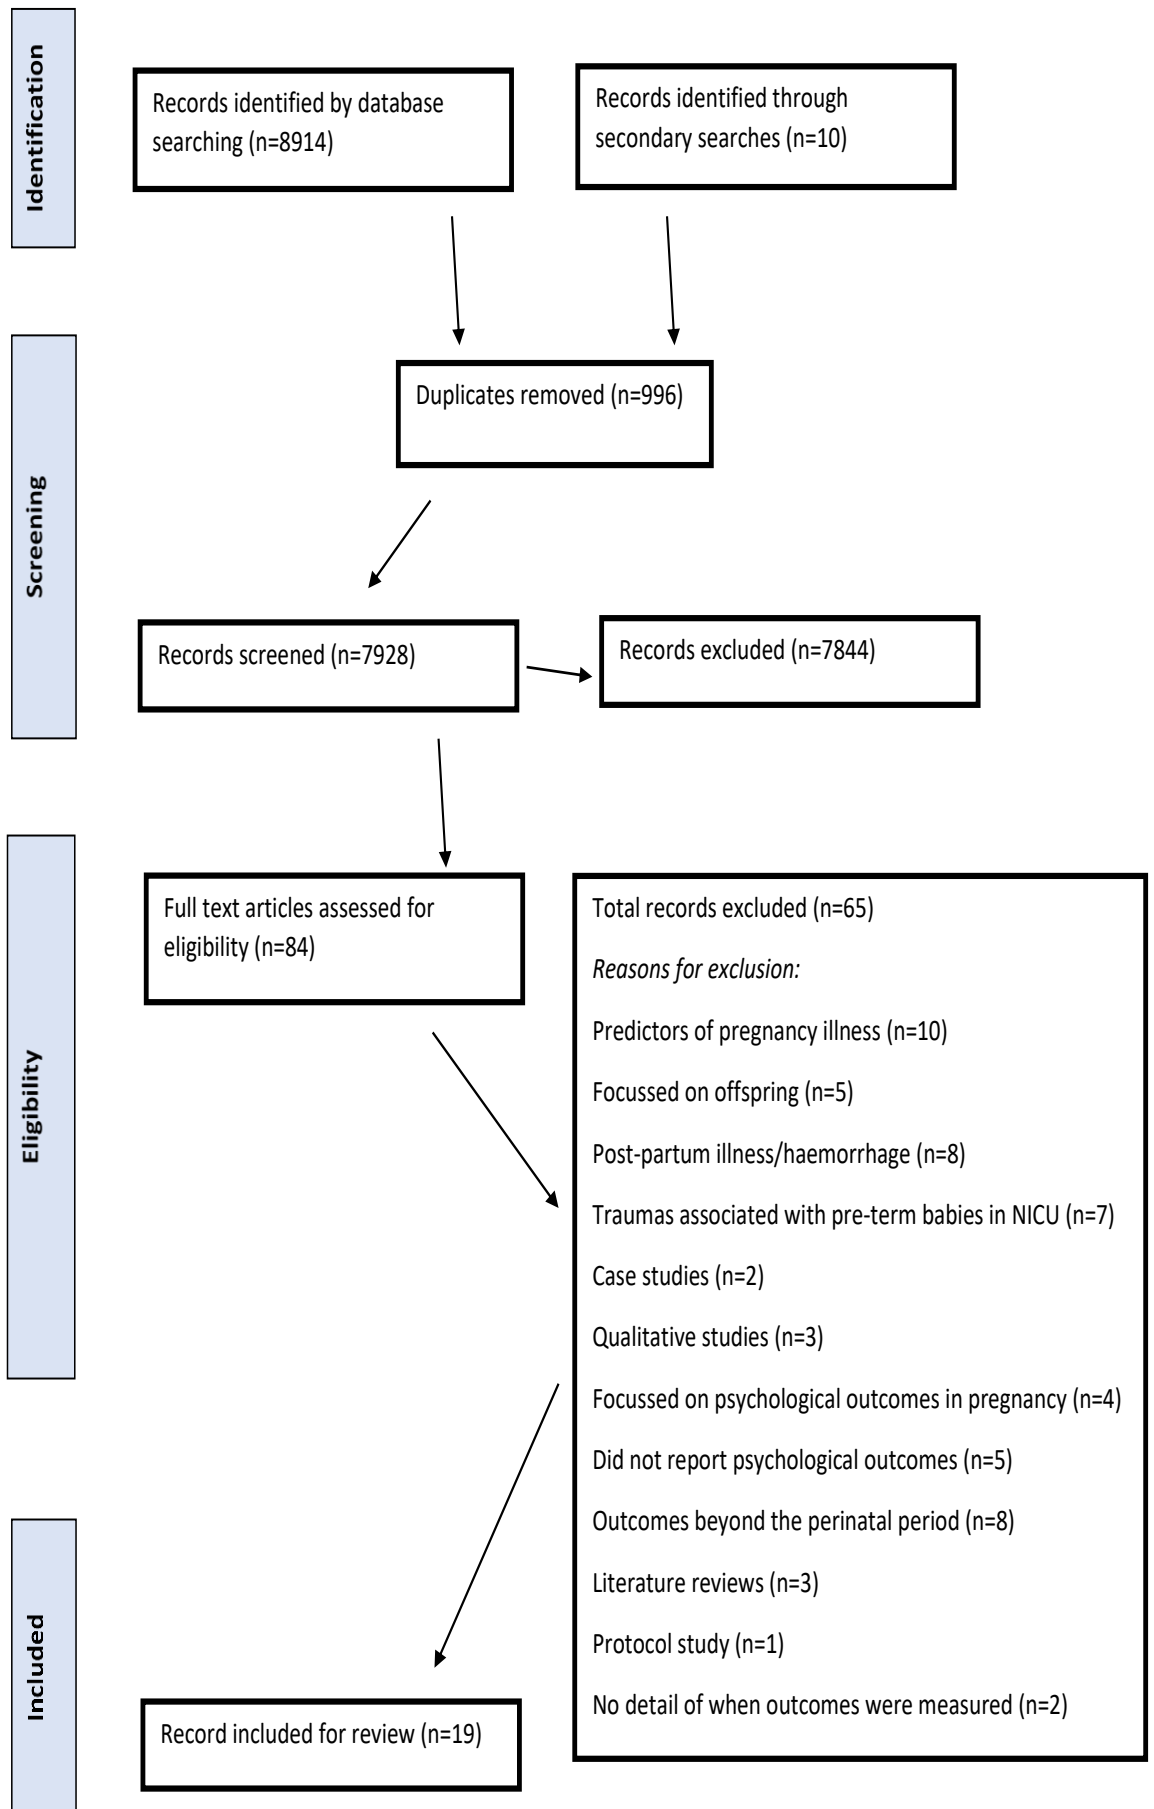 Identification
Records identified by database
searching (n=8914)
Records identified through
secondary searches (n=10)
Screening
Duplicates removed (n=996)
Records screened (n=7928)
Records excluded (n=7844)
Eligibility
Full text articles assessed for
eligibility (n=84)
Total records excluded (n=65)
Reasons for exclusion:
Predictors of pregnancy illness (n=10)
Focussed on offspring (n=5)
Post-partum illness/haemorrhage (n=8)
Traumas associated with pre-term babies in NICU (n=7)
Case studies (n=2)
Qualitative studies (n=3)
Focussed on psychological outcomes in pregnancy (n=4)
Did not report psychological outcomes (n=5)
Outcomes beyond the perinatal period (n=8)
Literature reviews (n=3)
Protocol study (n=1)
No detail of when outcomes were measured (n=2)
Included
Record included for review (n=19)